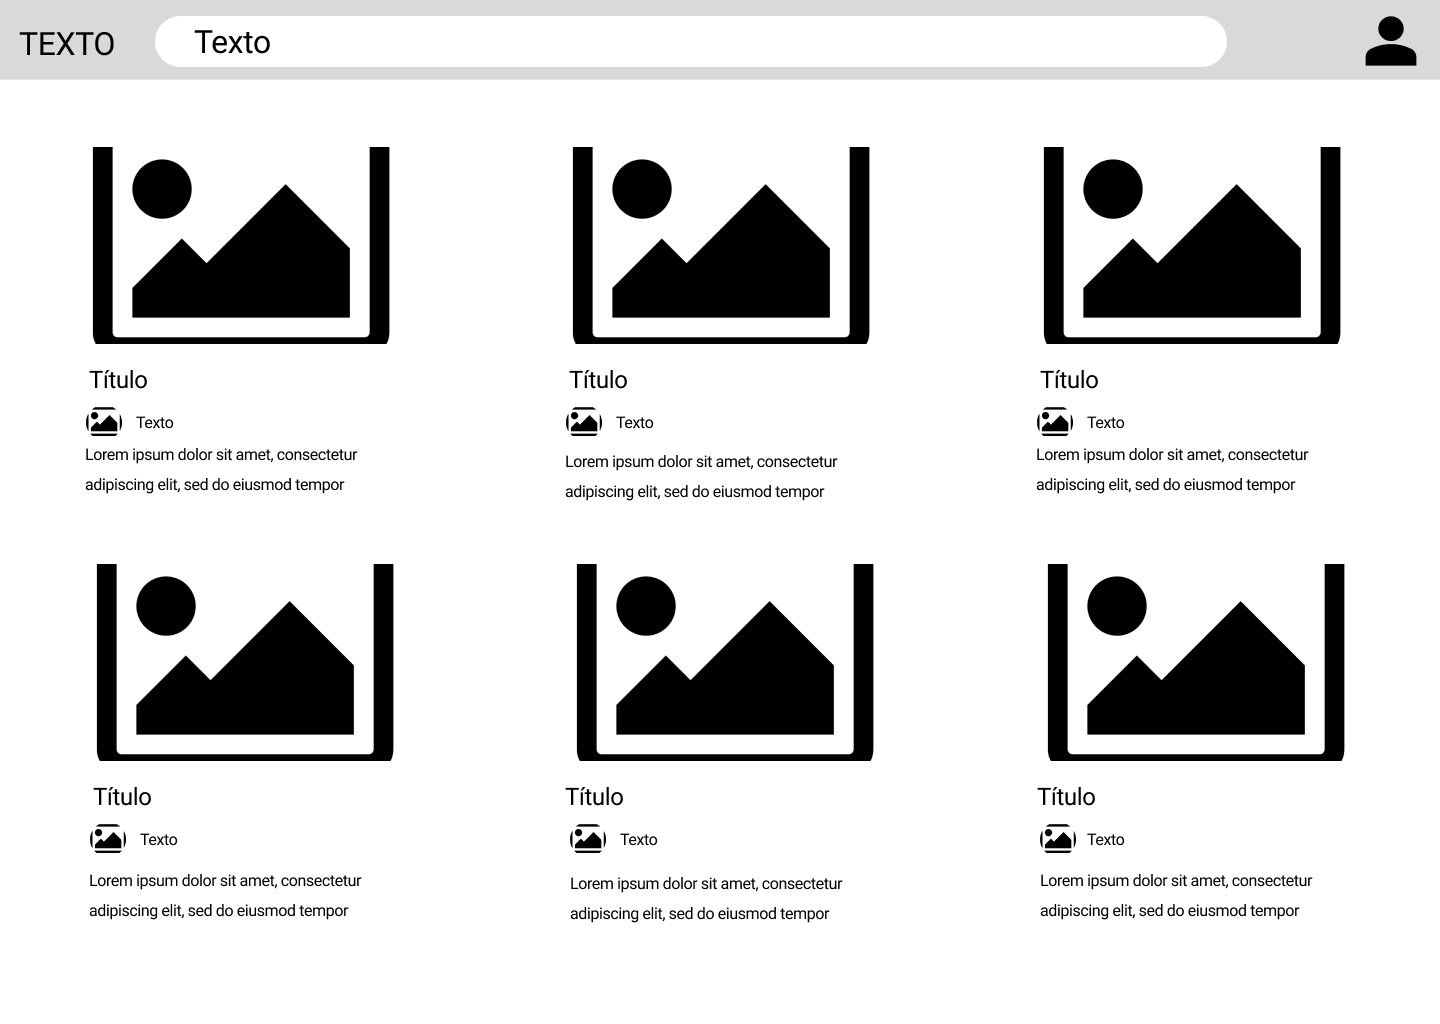 TEXTO
Texto
Título
Texto
Lorem ipsum dolor sit amet, consectetur
adipiscing elit, sed do eiusmod tempor
Título
Texto
Lorem ipsum dolor sit amet, consectetur
adipiscing elit, sed do eiusmod tempor
Título
Texto
Lorem ipsum dolor sit amet, consectetur
adipiscing elit, sed do eiusmod tempor
Título
Texto
Lorem ipsum dolor sit amet, consectetur
adipiscing elit, sed do eiusmod tempor
Título
Texto
Lorem ipsum dolor sit amet, consectetur
adipiscing elit, sed do eiusmod tempor
Título
Texto
Lorem ipsum dolor sit amet, consectetur
adipiscing elit, sed do eiusmod tempor